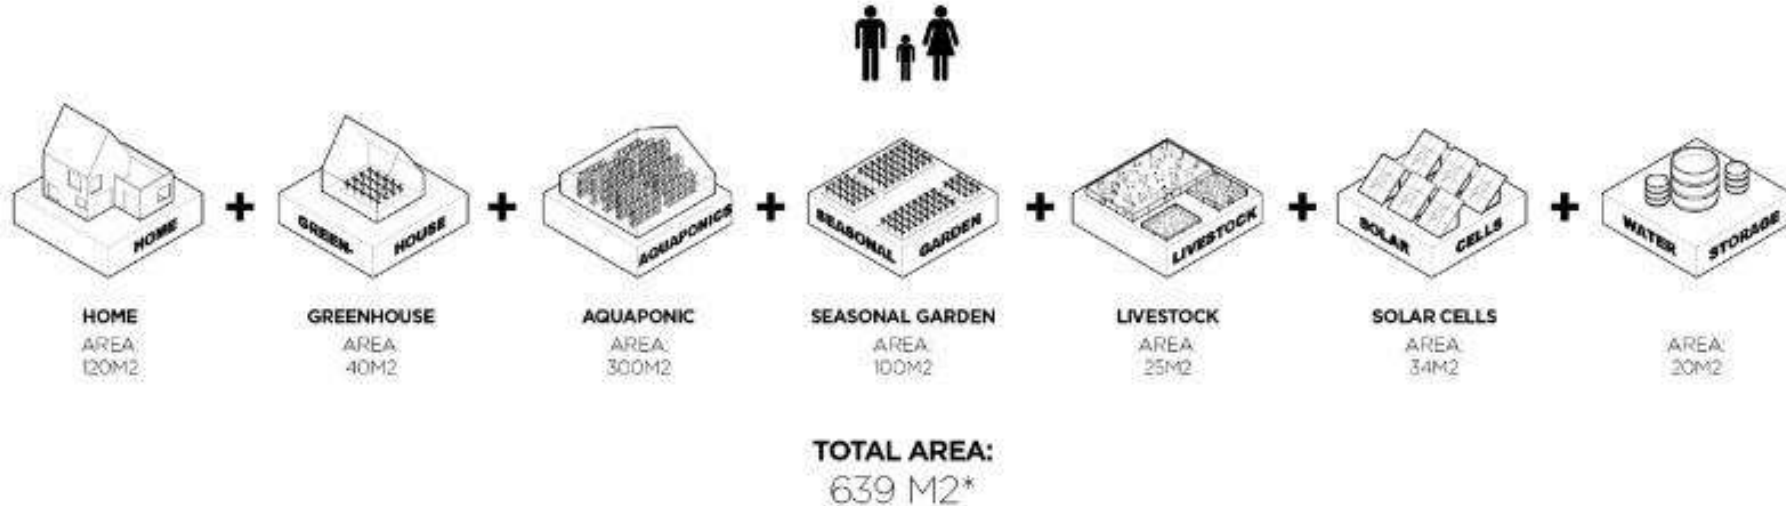 HOME
GREEN-
HOUSE
AQUAPONICS
SEASONAL
GARDEN
LIVESTOCK
SOLAR
CELLS
WATER
STORAGE
HOME
AREA
120M2
GREENHOUSE
AREA
40M2
AQUAPONIC
AREA:
300M2
SEASONAL GARDEN
AREA
100M2
LIVESTOCK
AREA
25M2
SOLAR CELLS
AREA:
34M2
AREA:
20M2
TOTAL AREA:
639 M2*